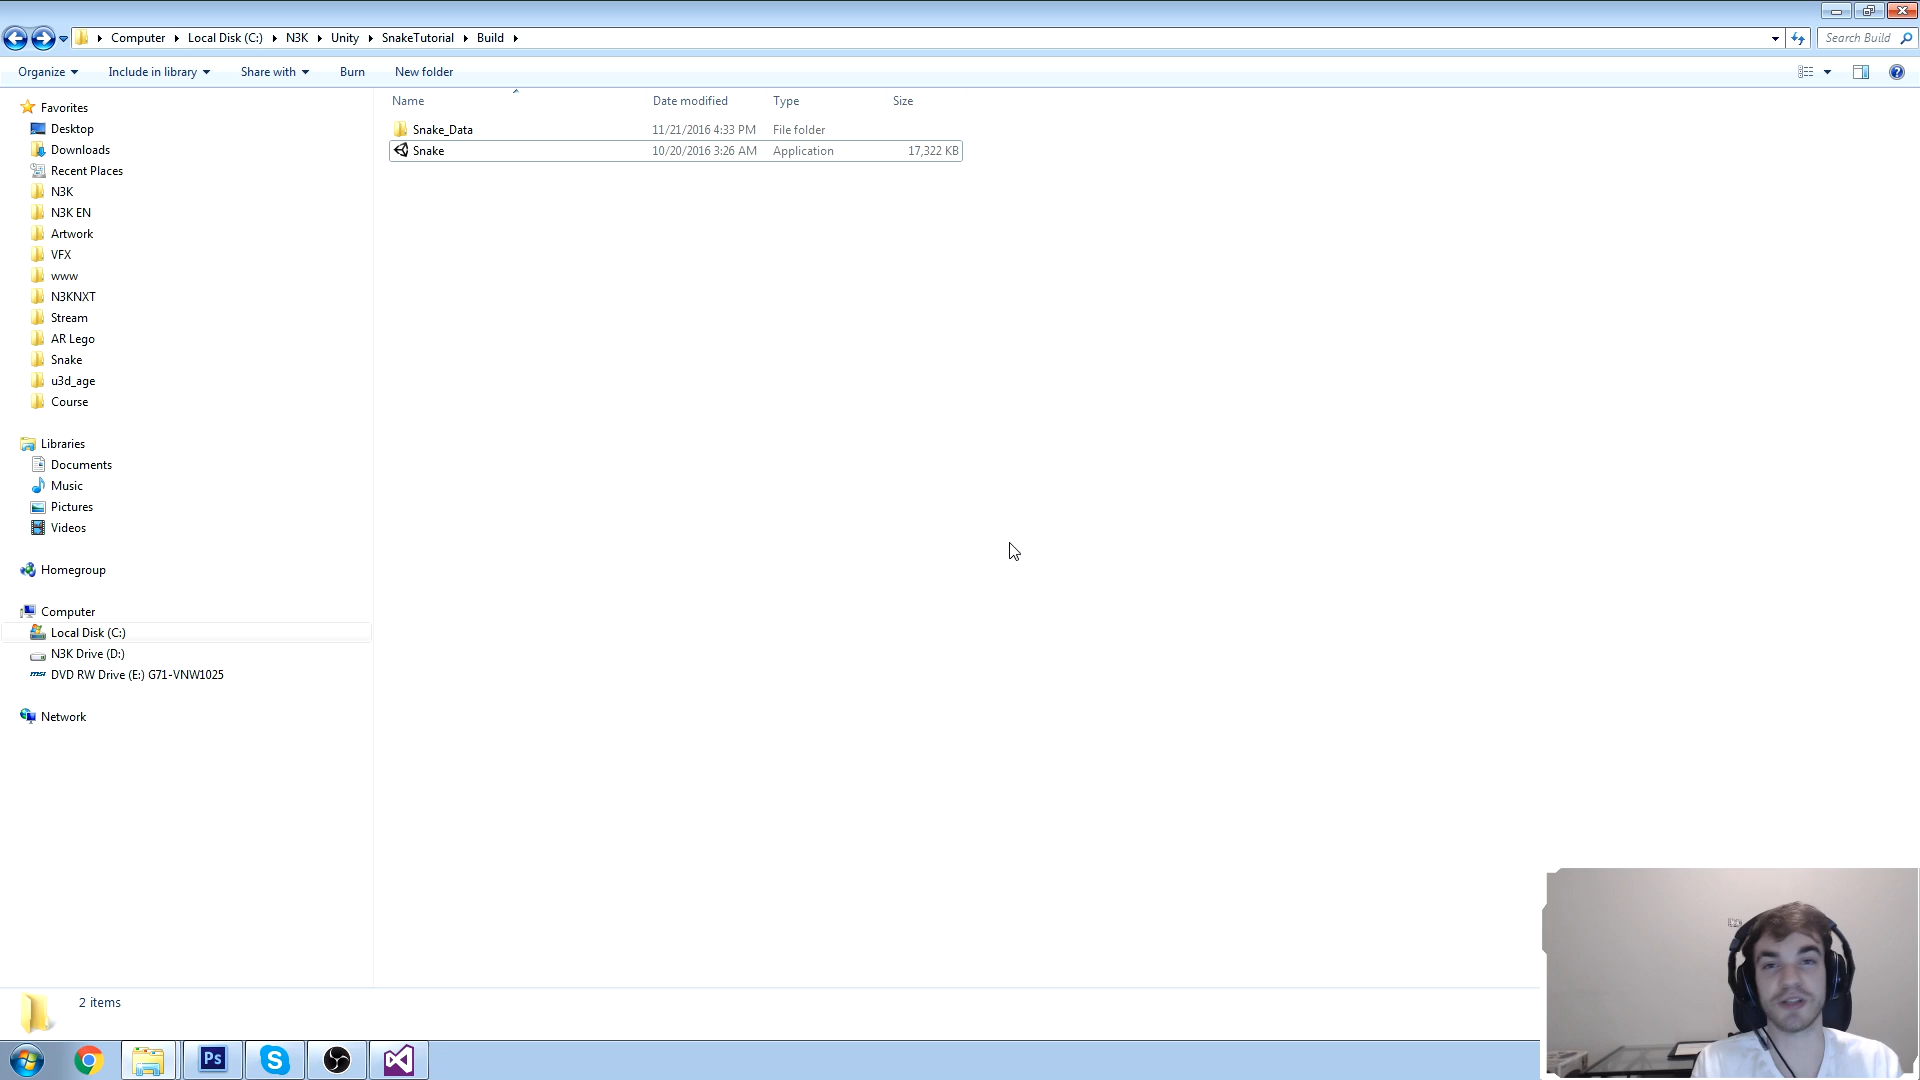 Computer Local Disk (C:) N3K Unity SnakeTutorial Build Search Build
Organize Include in library Share with Burn New folder
Name Date modified Type Size
Snake_Data 11/21/2016 4:33 PM File folder
Snake 10/20/2016 3:26 AM Application 17,322 KB
Favorites
Desktop
Downloads
Recent Places
N3K
N3K EN
Artwork
VFX
www
N3KNXT
Stream
AR Lego
Snake
u3d_age
Course
Libraries
Documents
Music
Pictures
Videos
Homegroup
Computer
Local Disk (C:)
N3K Drive (D:)
msi DVD RW Drive (E:) G71-VNW1025
Network
2 items
Ps